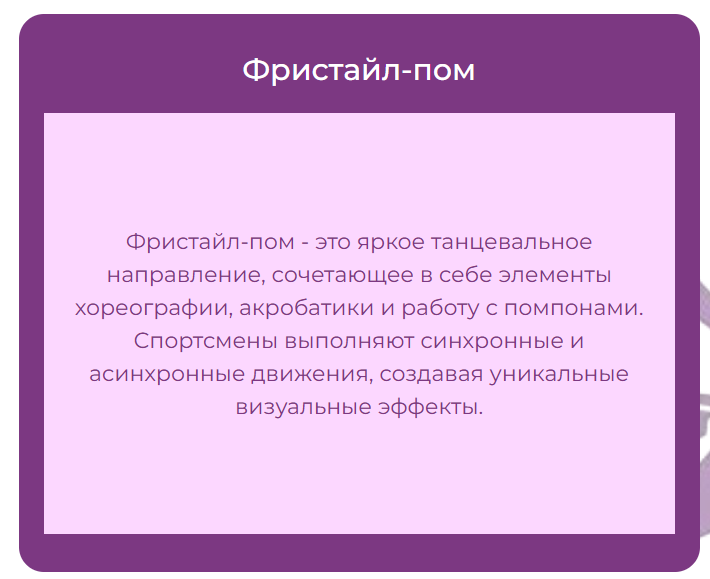 Фристайл-пом
Фристайл-пом - это яркое танцевальное
направление, сочетающее в себе элементы
хореографии, акробатики и работу с помпонами.
Спортсмены выполняют синхронные и
асинхронные движения, создавая уникальные
визуальные эффекты.